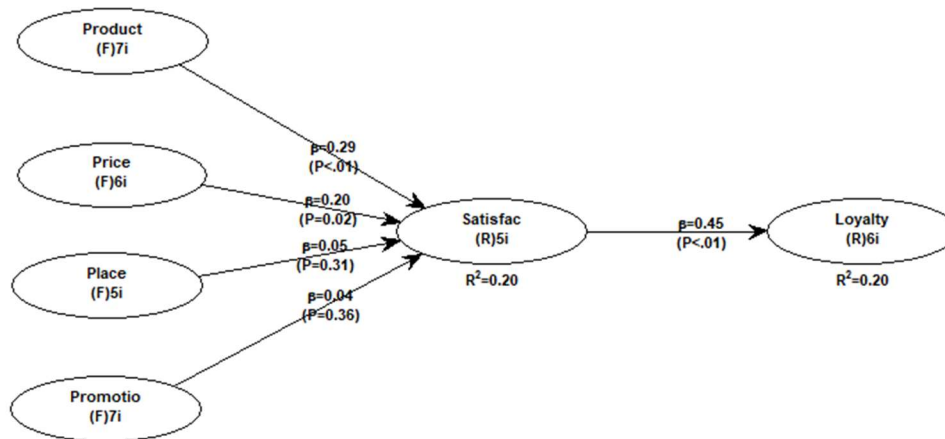 Product
(F)7i
β=0.29
(P<.01)
Price
(F)6i
β=0.20
(P=0.02)
Satisfac
(R)5i
R²=0.20
β=0.45
(P<.01)
Loyalty
(R)6i
R²=0.20
β=0.05
(P=0.31)
Place
(F)5i
β=0.04
(P=0.36)
Promotio
(F)7i